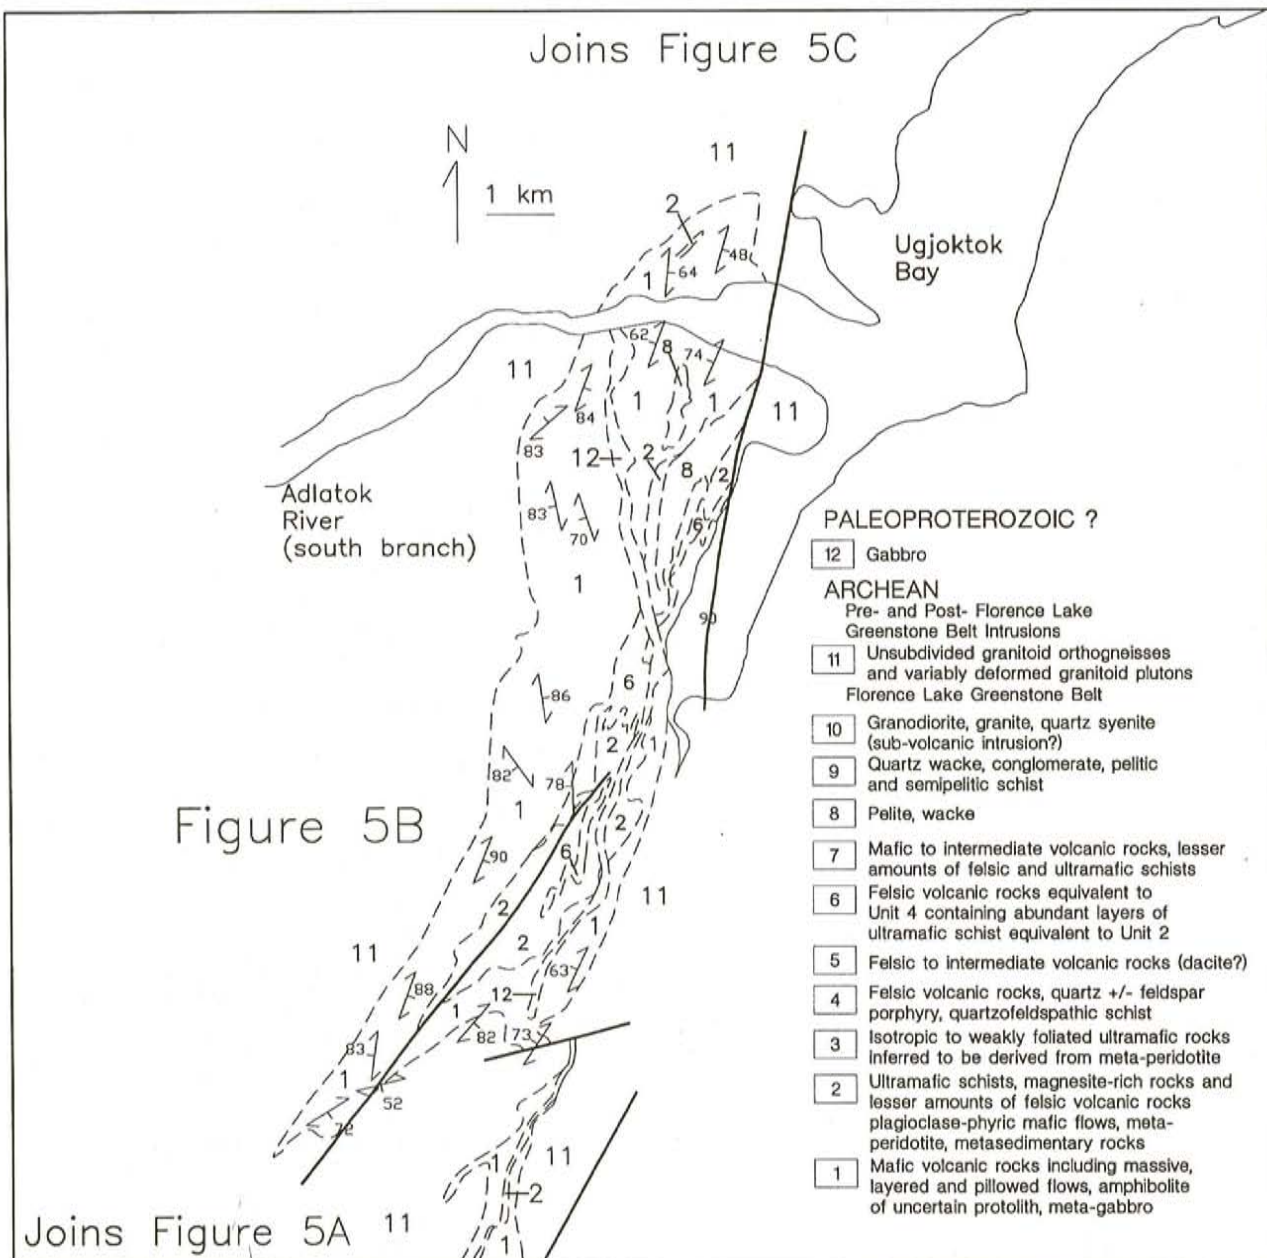 Joins Figure 5C
N
1 km
11
2
48
64
1
Ugjoktok
Bay
62
8
74
11
1
1
11
84
83
12
2
8
2
Adlatok
River
(south branch)
83
70
6
1
90
6
86
2
1
82
78
1
2
Figure 5B
90
6
11
2
1
2
11
63
88
12
1
82
73
83
1
52
72
1
11
2
Joins Figure 5A
11
1
PALEOPROTEROZOIC ?
12 Gabbro
ARCHEAN
Pre- and Post- Florence Lake
Greenstone Belt Intrusions
11 Unsubdivided granitoid orthogneisses
and variably deformed granitoid plutons
Florence Lake Greenstone Belt
10 Granodiorite, granite, quartz syenite
(sub-volcanic intrusion?)
9 Quartz wacke, conglomerate, pelitic
and semipelitic schist
8 Pelite, wacke
7 Mafic to intermediate volcanic rocks, lesser
amounts of felsic and ultramafic schists
6 Felsic volcanic rocks equivalent to
Unit 4 containing abundant layers of
ultramafic schist equivalent to Unit 2
5 Felsic to intermediate volcanic rocks (dacite?)
4 Felsic volcanic rocks, quartz +/- feldspar
porphyry, quartzofeldspathic schist
3 Isotropic to weakly foliated ultramafic rocks
inferred to be derived from meta-peridotite
2 Ultramafic schists, magnesite-rich rocks and
lesser amounts of felsic volcanic rocks
plagioclase-phyric mafic flows, meta-
peridotite, metasedimentary rocks
1 Mafic volcanic rocks including massive,
layered and pillowed flows, amphibolite
of uncertain protolith, meta-gabbro